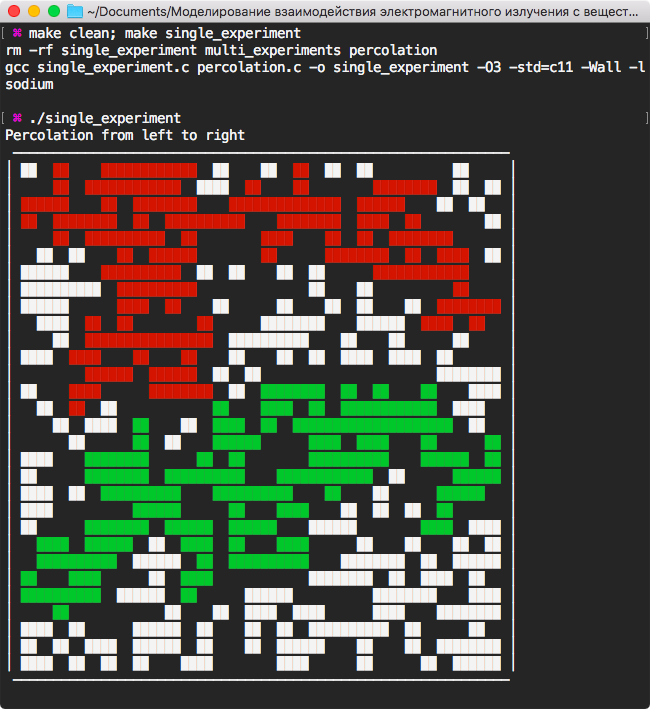 ~/Documents/Моделирование взаимодействия электромагнитного излучения с вещест...
[ ⌘ make clean; make single_experiment ]
rm -rf single_experiment multi_experiments percolation
gcc single_experiment.c percolation.c -o single_experiment -O3 -std=c11 -Wall -l
sodium
[ ⌘ ./single_experiment ]
Percolation from left to right